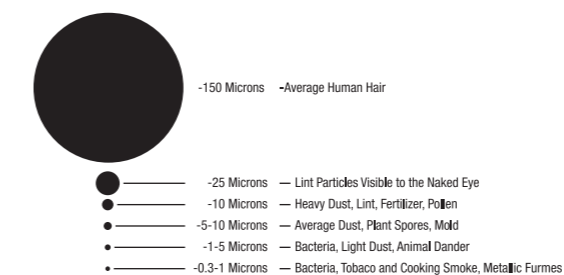 -150 Microns -Average Human Hair
-25 Microns — Lint Particles Visible to the Naked Eye
-10 Microns — Heavy Dust, Lint, Fertilizer, Pollen
-5-10 Microns — Average Dust, Plant Spores, Mold
-1-5 Microns — Bacteria, Light Dust, Animal Dander
-0.3-1 Microns — Bacteria, Tobacco and Cooking Smoke, Metallic Furmes